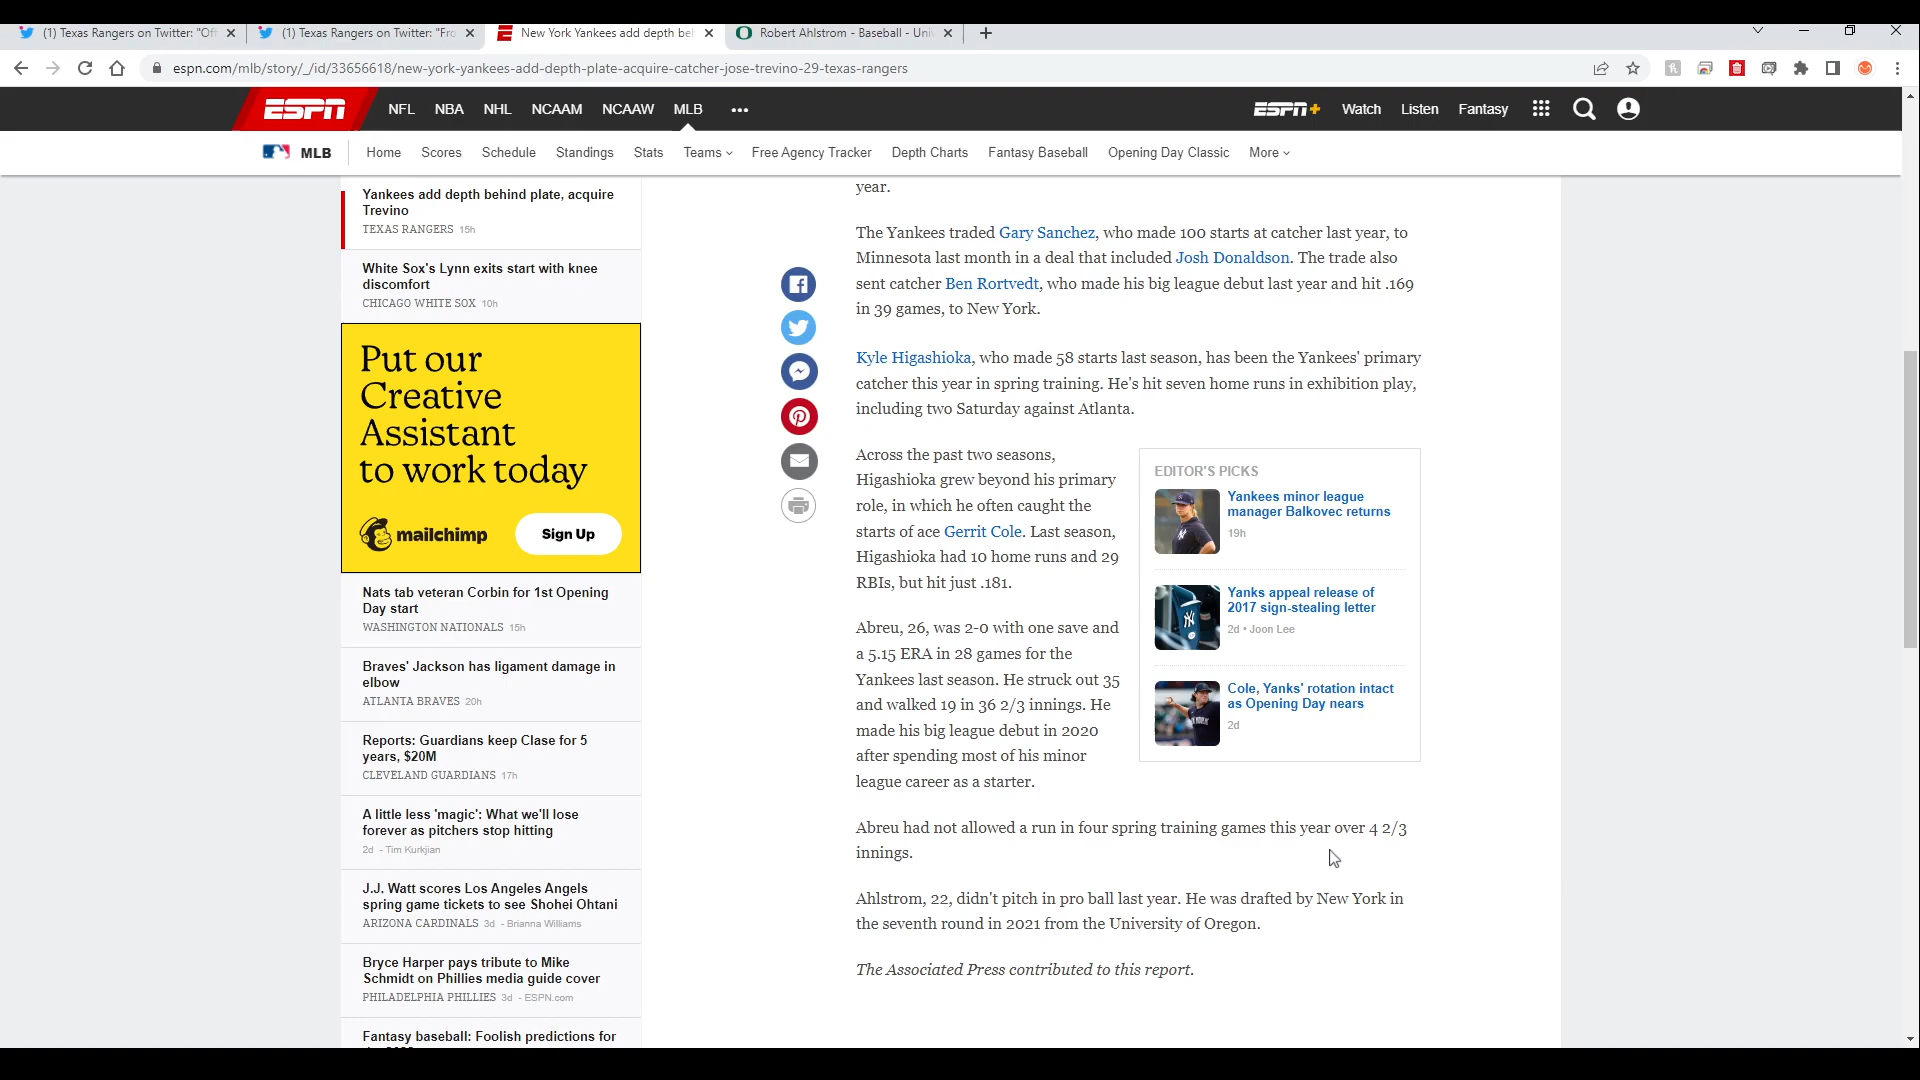 (1) Texas Rangers on Twitter: "Off
(1) Texas Rangers on Twitter: "Fro
New York Yankees add depth beh
Robert Ahlstrom - Baseball - Univ
espn.com/mlb/story/_/id/33656618/new-york-yankees-add-depth-plate-acquire-catcher-jose-trevino-29-texas-rangers
ESPN NFL NBA NHL NCAAM NCAAW MLB ••• ESPN+ Watch Listen Fantasy
MLB Home Scores Schedule Standings Stats Teams Free Agency Tracker Depth Charts Fantasy Baseball Opening Day Classic More
Yankees add depth behind plate, acquire
Trevino
TEXAS RANGERS 15h
White Sox's Lynn exits start with knee
discomfort
CHICAGO WHITE SOX 10h
Put our
Creative
Assistant
to work today
mailchimp
Sign Up
Nats tab veteran Corbin for 1st Opening
Day start
WASHINGTON NATIONALS 15h
Braves' Jackson has ligament damage in
elbow
ATLANTA BRAVES 20h
Reports: Guardians keep Clase for 5
years, $20M
CLEVELAND GUARDIANS 17h
A little less 'magic': What we'll lose
forever as pitchers stop hitting
2d - Tim Kurkjian
J.J. Watt scores Los Angeles Angels
spring game tickets to see Shohei Ohtani
ARIZONA CARDINALS 3d - Brianna Williams
Bryce Harper pays tribute to Mike
Schmidt on Phillies media guide cover
PHILADELPHIA PHILLIES 3d - ESPN.com
Fantasy baseball: Foolish predictions for
year.
The Yankees traded Gary Sanchez, who made 100 starts at catcher last year, to
Minnesota last month in a deal that included Josh Donaldson. The trade also
sent catcher Ben Rortvedt, who made his big league debut last year and hit .169
in 39 games, to New York.
Kyle Higashioka, who made 58 starts last season, has been the Yankees' primary
catcher this year in spring training. He's hit seven home runs in exhibition play,
including two Saturday against Atlanta.
Across the past two seasons,
Higashioka grew beyond his primary
role, in which he often caught the
starts of ace Gerrit Cole. Last season,
Higashioka had 10 home runs and 29
RBIs, but hit just .181.
Abreu, 26, was 2-0 with one save and
a 5.15 ERA in 28 games for the
Yankees last season. He struck out 35
and walked 19 in 36 2/3 innings. He
made his big league debut in 2020
after spending most of his minor
league career as a starter.
EDITOR'S PICKS
Yankees minor league
manager Balkovec returns
19h
Yanks appeal release of
2017 sign-stealing letter
2d • Joon Lee
Cole, Yanks' rotation intact
as Opening Day nears
2d
Abreu had not allowed a run in four spring training games this year over 4 2/3
innings.
Ahlstrom, 22, didn't pitch in pro ball last year. He was drafted by New York in
the seventh round in 2021 from the University of Oregon.
The Associated Press contributed to this report.